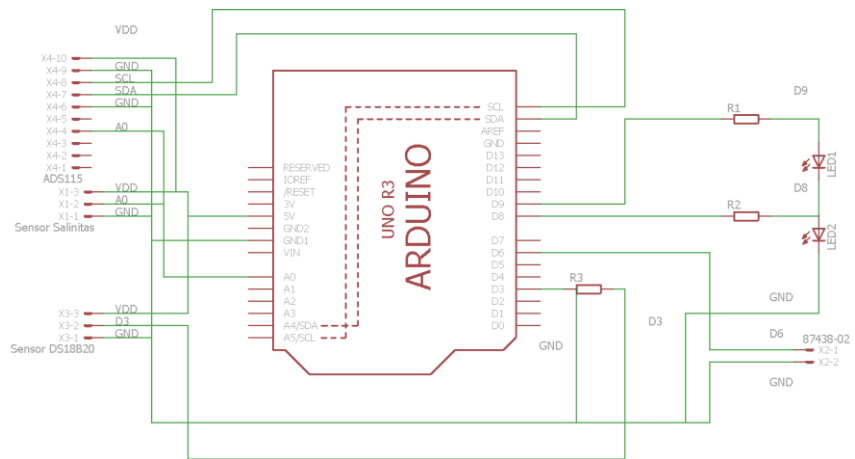 VDD
X4-10
X4-9 GND
X4-8 SCL
X4-7 SDA
X4-6 GND
X4-5
X4-4 A0
X4-3
X4-2
X4-1
ADS115
X1-3 VDD
X1-2 A0
X1-1 GND
Sensor Salinitas
X3-3 VDD
X3-2 D3
X3-1 GND
Sensor DS18B20
RESERVED
IOREF
/RESET
3V
5V
GND2
GND1
VIN
A0
A1
A2
A3
A4/SDA
A5/SCL
UNO R3
ARDUINO
SCL
SDA
AREF
GND
D13
D12
D11
D10
D9
D8
D7
D6
D5
D4
D3
D2
D1
D0
R1
D9
LED1
D8
R2
LED2
R3
GND
D3
GND
D6
87438-02
X2-1
X2-2
GND